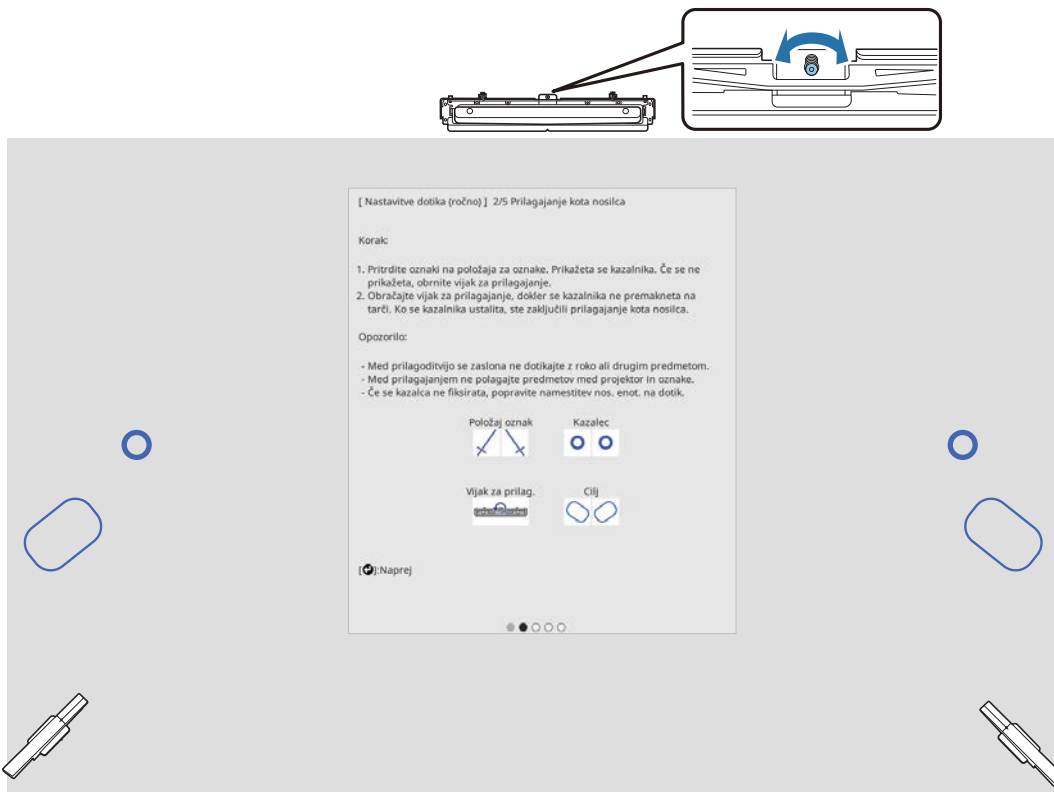 [ Nastavitve dotika (ročno) ] 2/5 Prilagajanje kota nosilca
Korak:
1. Pritrdite oznaki na položaja za oznake. Prikažeta se kazalnika. Če se ne
prikažeta, obrnite vijak za prilagajanje.
2. Obračajte vijak za prilagajanje, dokler se kazalnika ne premakneta na
tarči. Ko se kazalnika ustalita, ste zaključili prilagajanje kota nosilca.
Opozorilo:
- Med prilagoditvijo se zaslona ne dotikajte z roko ali drugim predmetom.
- Med prilagajanjem ne polagajte predmetov med projektor in oznake.
- Če se kazalca ne fiksirata, popravite namestitev nos. enot. na dotik.
Položaj oznak Kazalec
Vijak za prilag. Cilj
[ ]:Naprej